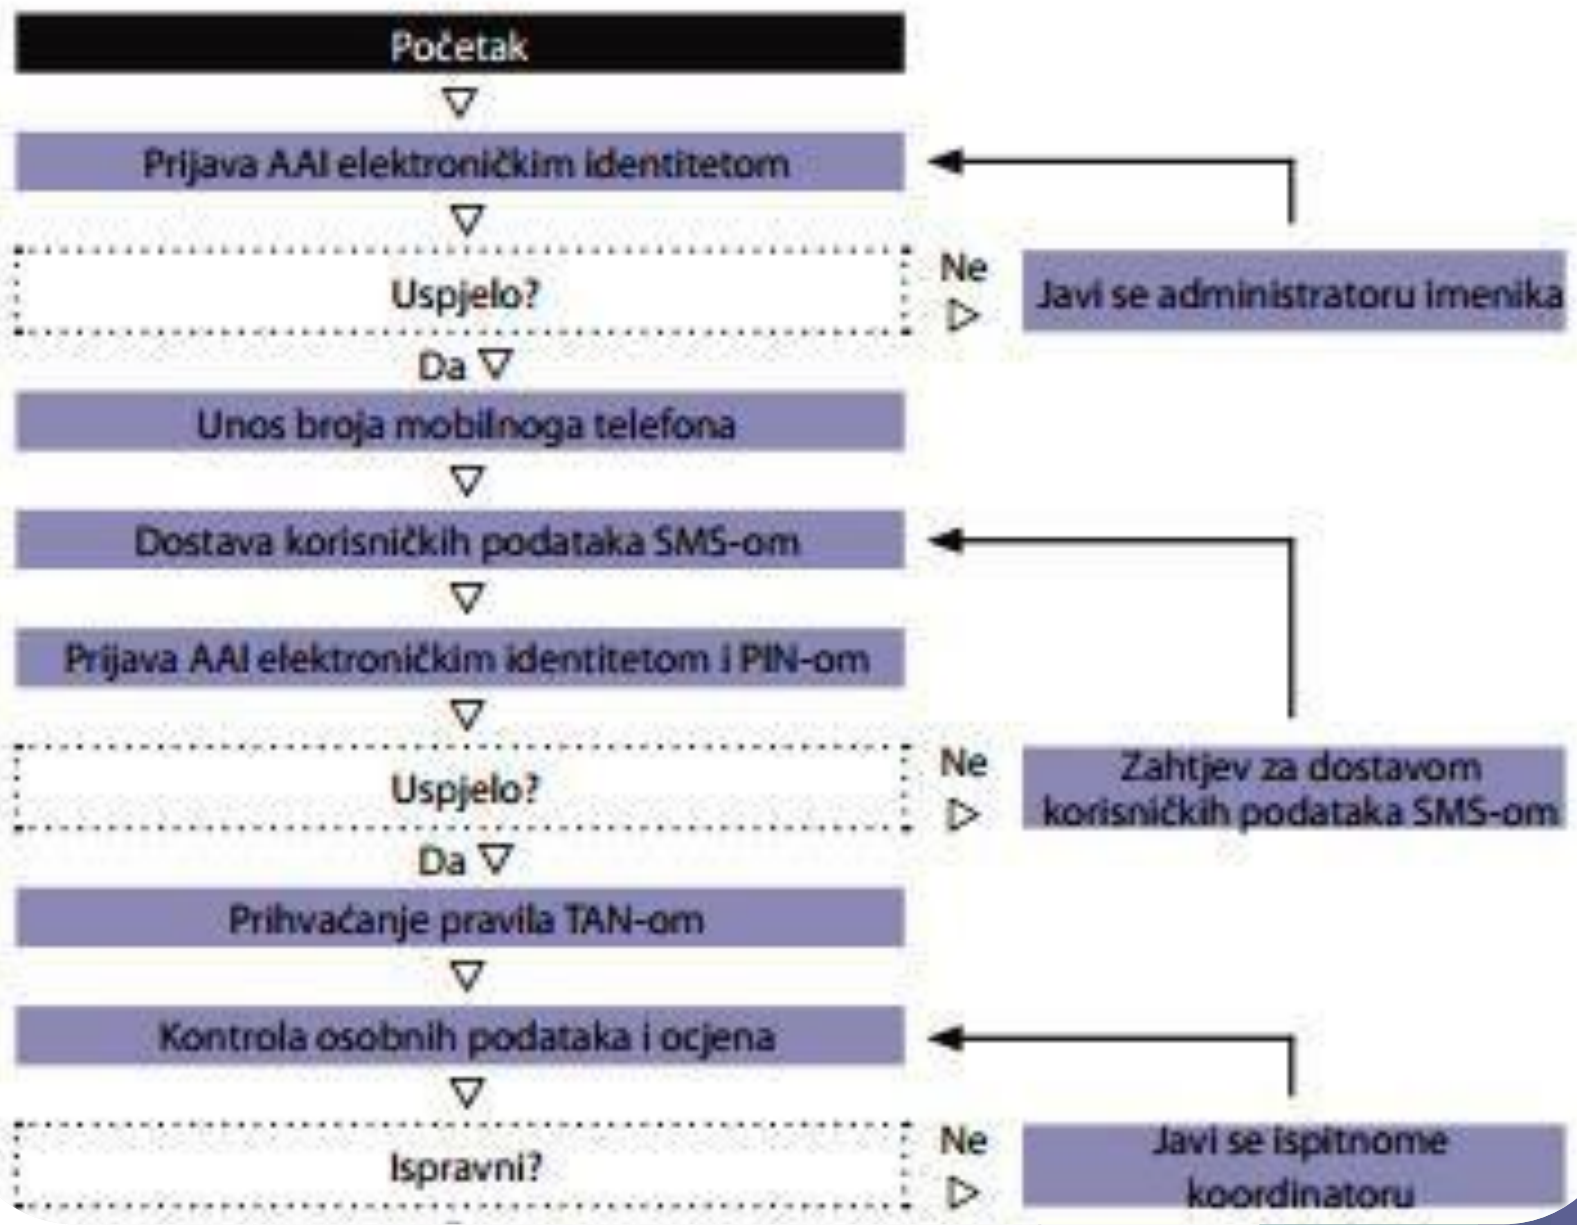 Početak
Prijava AAI elektroničkim identitetom
Uspjelo?
Ne
Javi se administratoru imenika
Da
Unos broja mobilnoga telefona
Dostava korisničkih podataka SMS-om
Prijava AAI elektroničkim identitetom i PIN-om
Uspjelo?
Ne
Zahtjev za dostavom
korisničkih podataka SMS-om
Da
Prihvaćanje pravila TAN-om
Kontrola osobnih podataka i ocjena
Ispravni?
Ne
Javi se ispitnome
koordinatoru